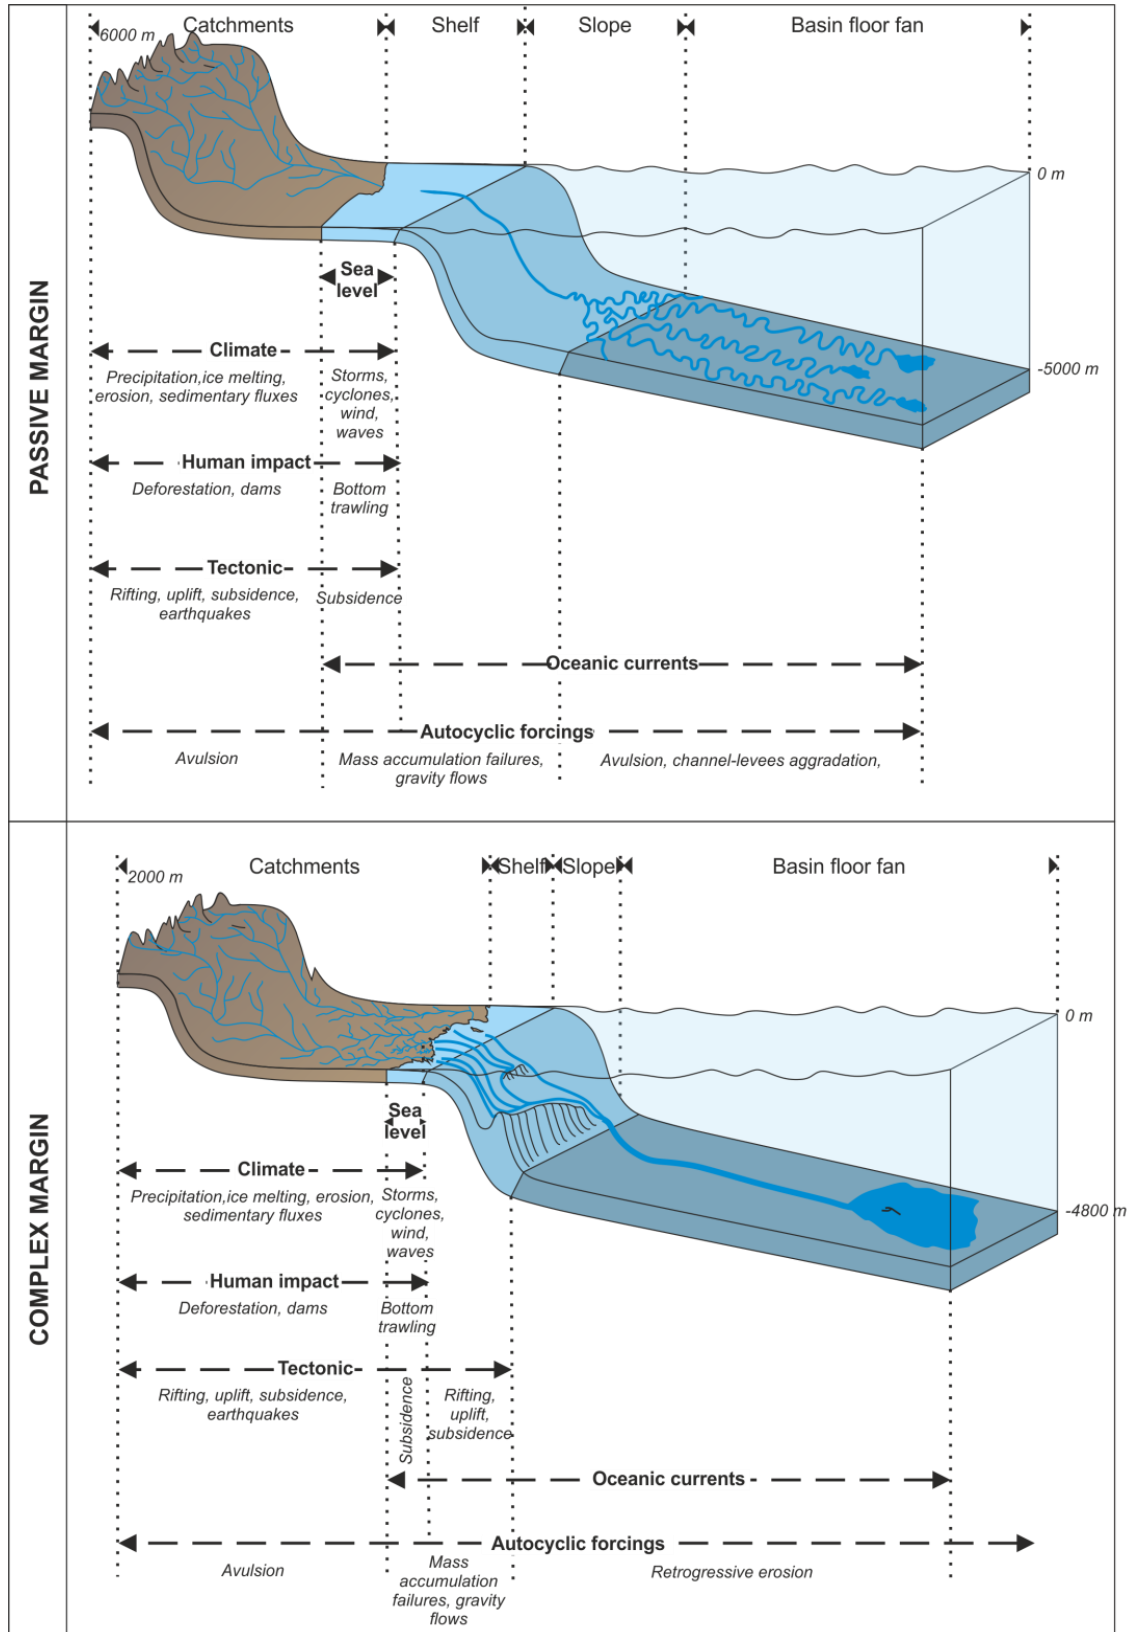 Catchments Shelf Slope Basin floor fan
6000 m
0 m
Sea
level
-5000 m
Climate
Precipitation,ice melting,
erosion, sedimentary fluxes
Storms,
cyclones,
wind,
waves
Human impact
Deforestation, dams
Bottom
trawling
Tectonic
Rifting, uplift, subsidence,
earthquakes
Subsidence
Oceanic currents
Autocyclic forcings
Avulsion
Mass accumulation failures,
gravity flows
Avulsion, channel-levees aggradation,
PASSIVE MARGIN
Catchments Shelf Slope Basin floor fan
2000 m
0 m
Sea
level
-4800 m
Climate
Precipitation,ice melting, erosion,
sedimentary fluxes
Storms,
cyclones,
wind,
waves
Human impact
Deforestation, dams
Bottom
trawling
Tectonic
Rifting, uplift, subsidence,
earthquakes
Subsidence
Rifting,
uplift,
subsidence
Oceanic currents
Autocyclic forcings
Avulsion
Mass
accumulation
failures, gravity
flows
Retrogressive erosion
COMPLEX MARGIN